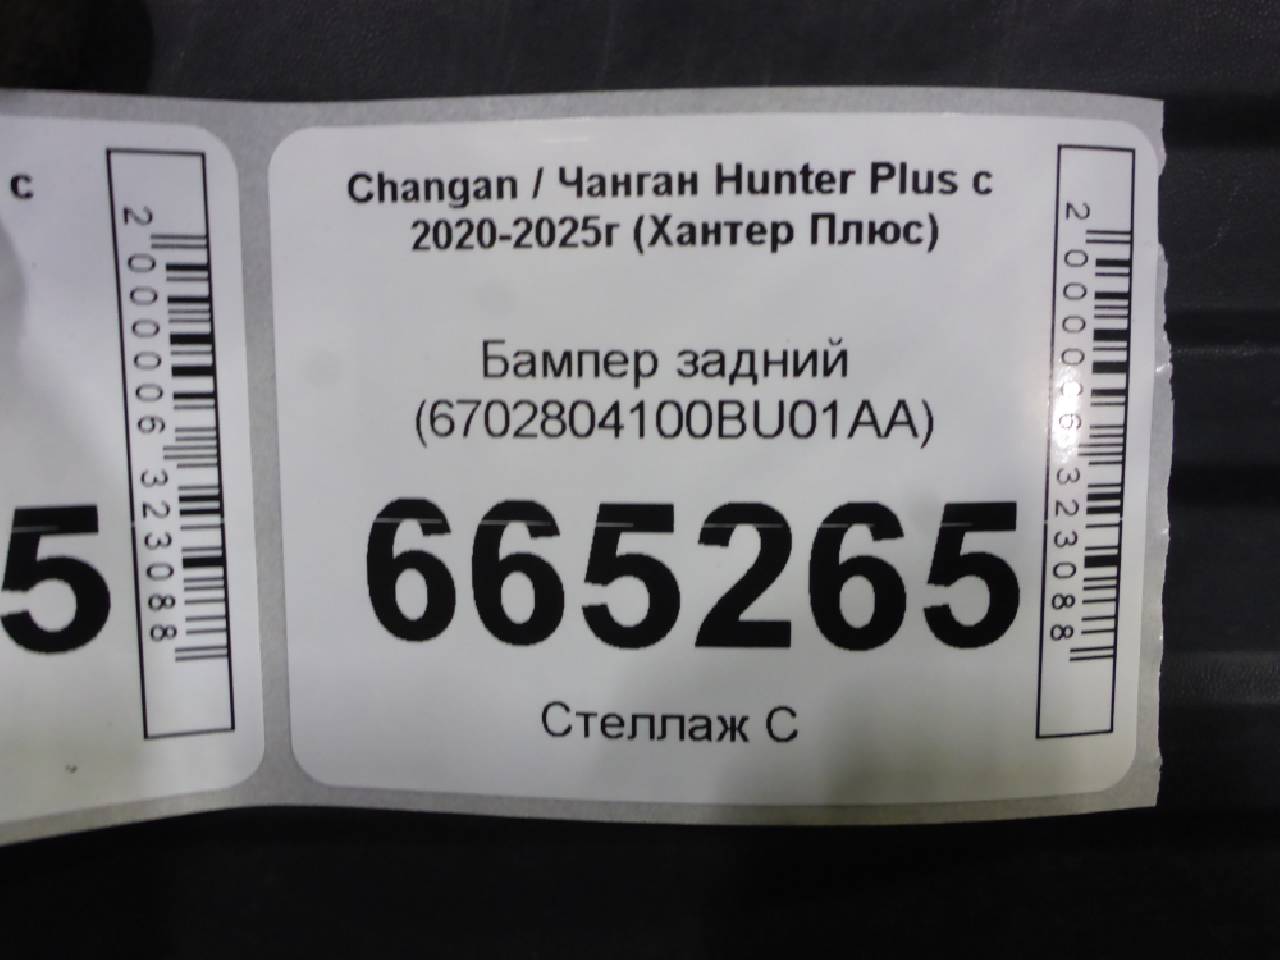 с
5
2000006323088
Changan / Чанган Hunter Plus с
2020-2025г (Хантер Плюс)
Бампер задний
(6702804100BU01AA)
665265
Стеллаж С
2000006323088